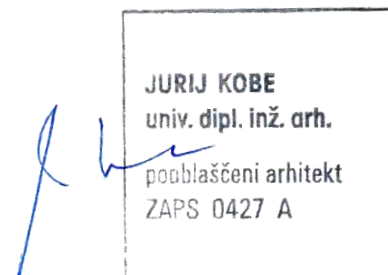 JURIJ KOBE
univ. dipl. inž. arh.
pooblaščeni arhitekt
ZAPS 0427 A